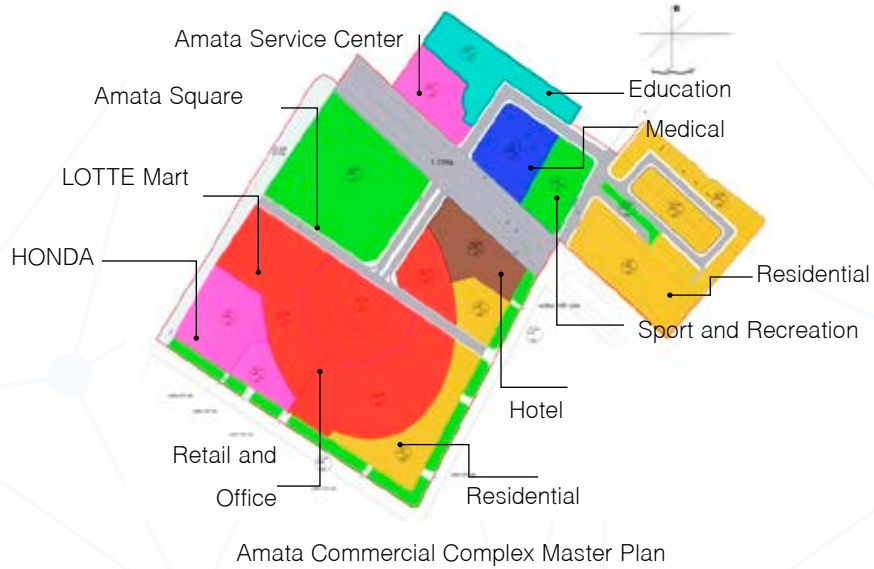 Amata Service Center
Education
Amata Square
Medical
LOTTE Mart
HONDA
Residential
Sport and Recreation
Hotel
Retail and
Office
Residential
Amata Commercial Complex Master Plan